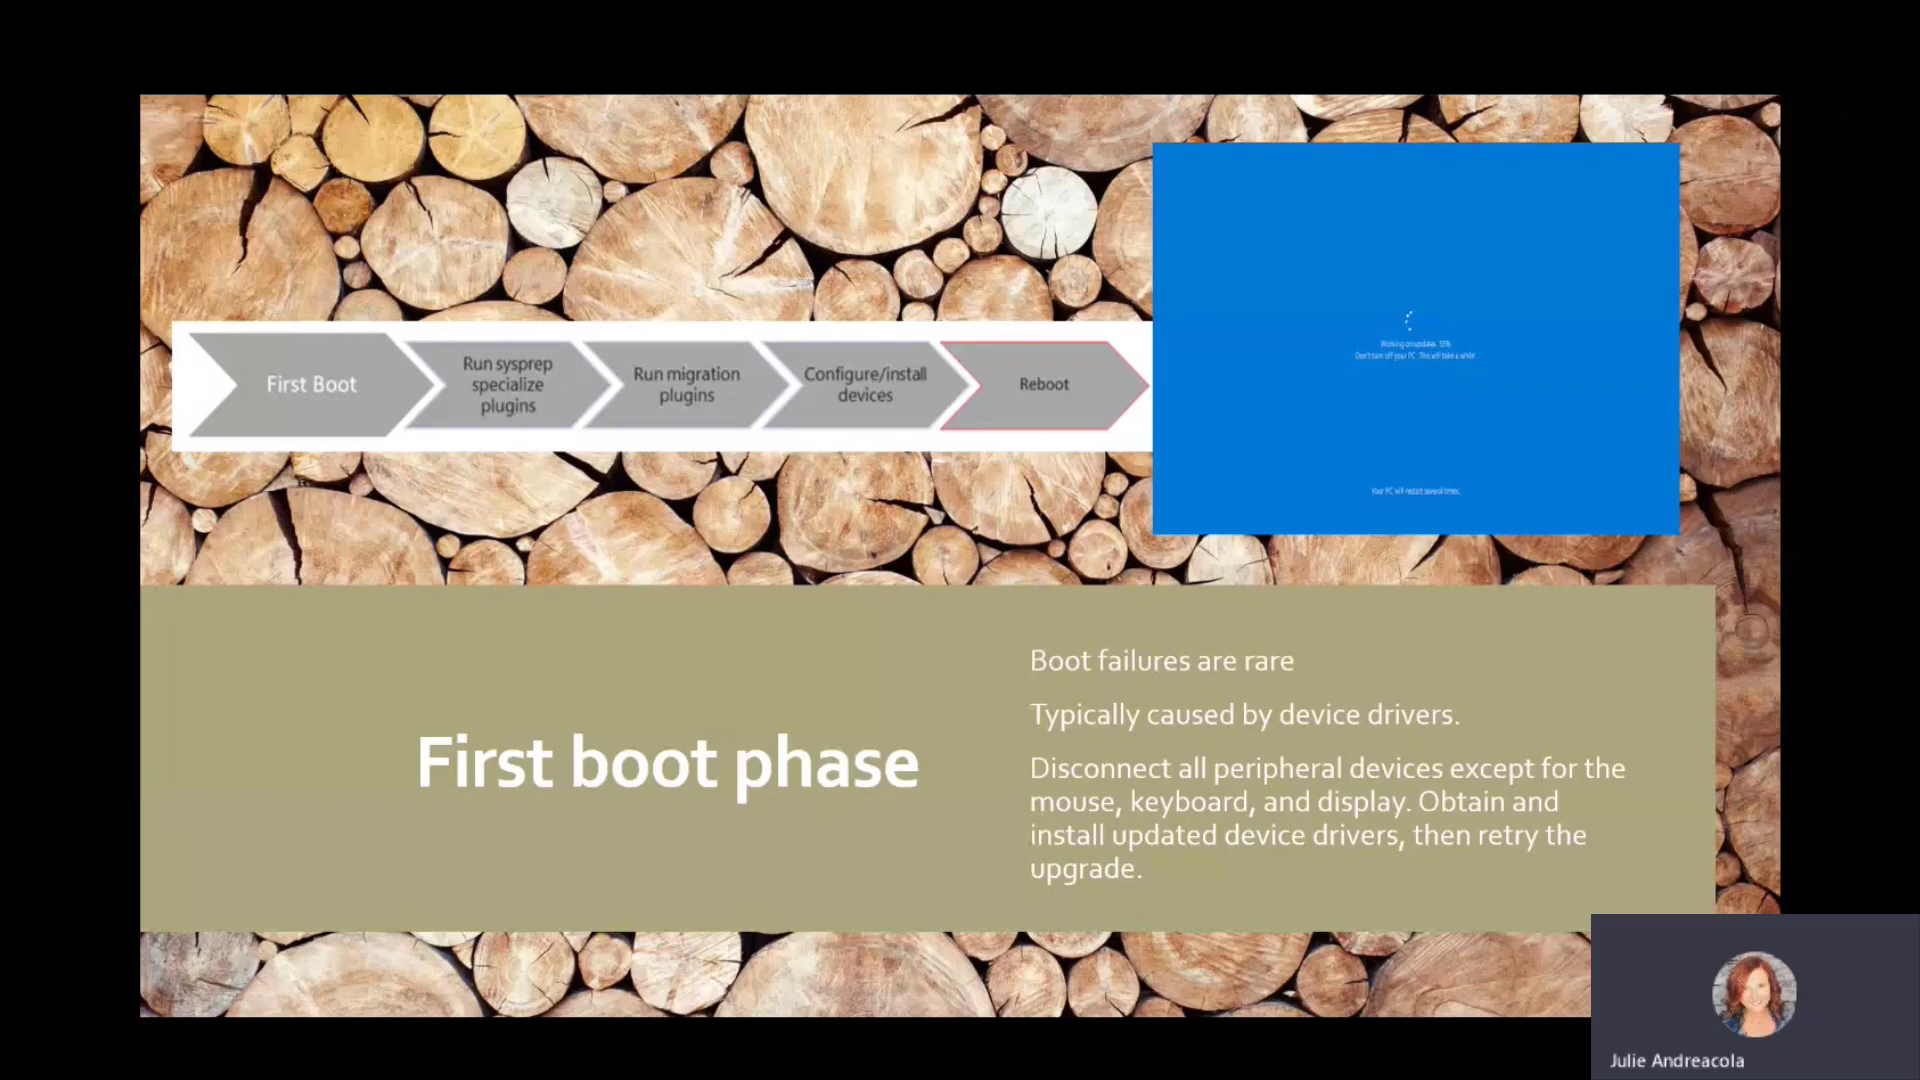 First Boot
Run sysprep
specialize
plugins
Run migration
plugins
Configure/install
devices
Reboot
Working on updates 55%
Don't turn off your PC. This will take a while
Your PC will restart several times.
First boot phase
Boot failures are rare
Typically caused by device drivers.
Disconnect all peripheral devices except for the
mouse, keyboard, and display. Obtain and
install updated device drivers, then retry the
upgrade.
Julie Andreacola